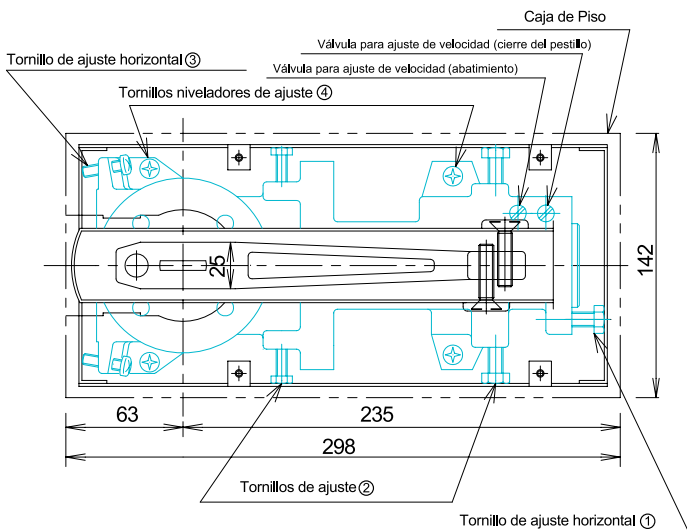 Caja de Piso
Válvula para ajuste de velocidad (cierre del pestillo)
Tornillo de ajuste horizontal ③
Válvula para ajuste de velocidad (abatimiento)
Tornillos niveladores de ajuste ④
25
142
63
235
298
Tornillos de ajuste ②
Tornillo de ajuste horizontal ①